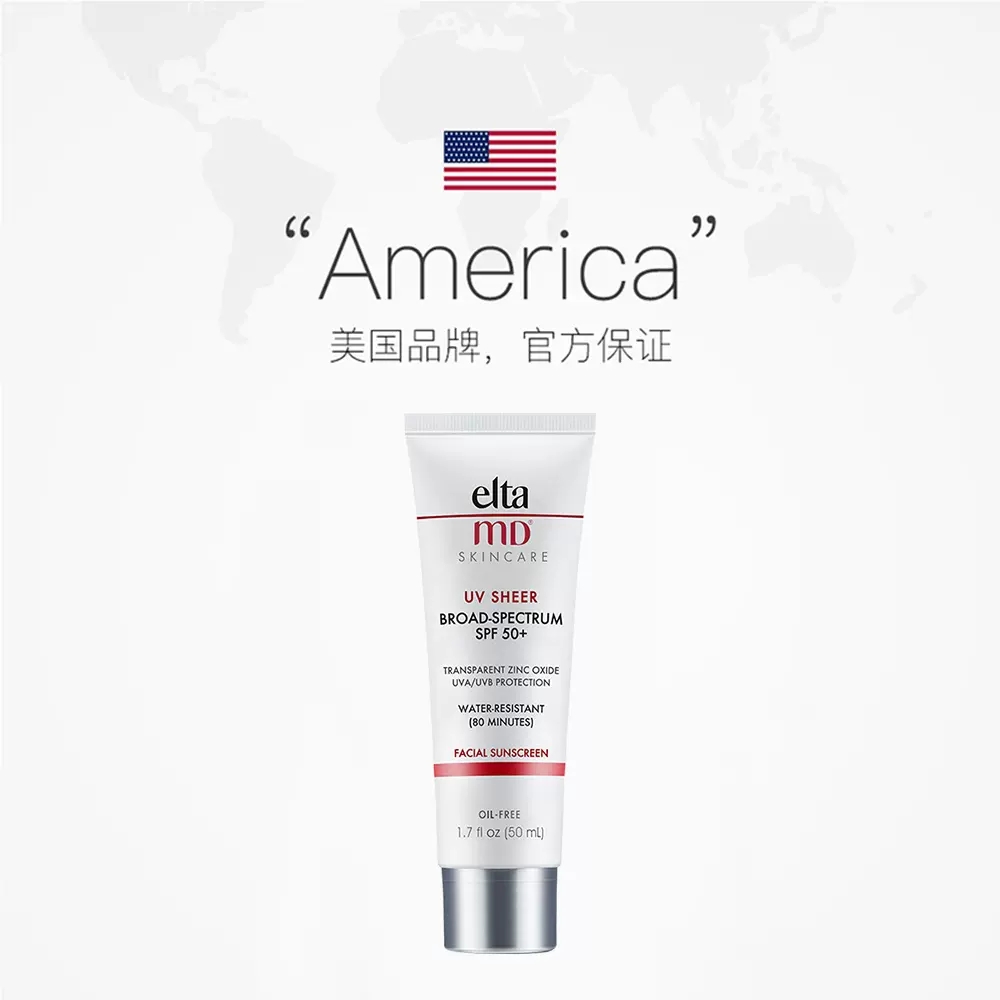 “America”
美国品牌，官方保证
elta
MD®
SKINCARE
UV SHEER
BROAD-SPECTRUM
SPF 50+
TRANSPARENT ZINC OXIDE
UVA/UVB PROTECTION
WATER-RESISTANT
(80 MINUTES)
FACIAL SUNSCREEN
OIL-FREE
1.7 fl oz (50 mL)